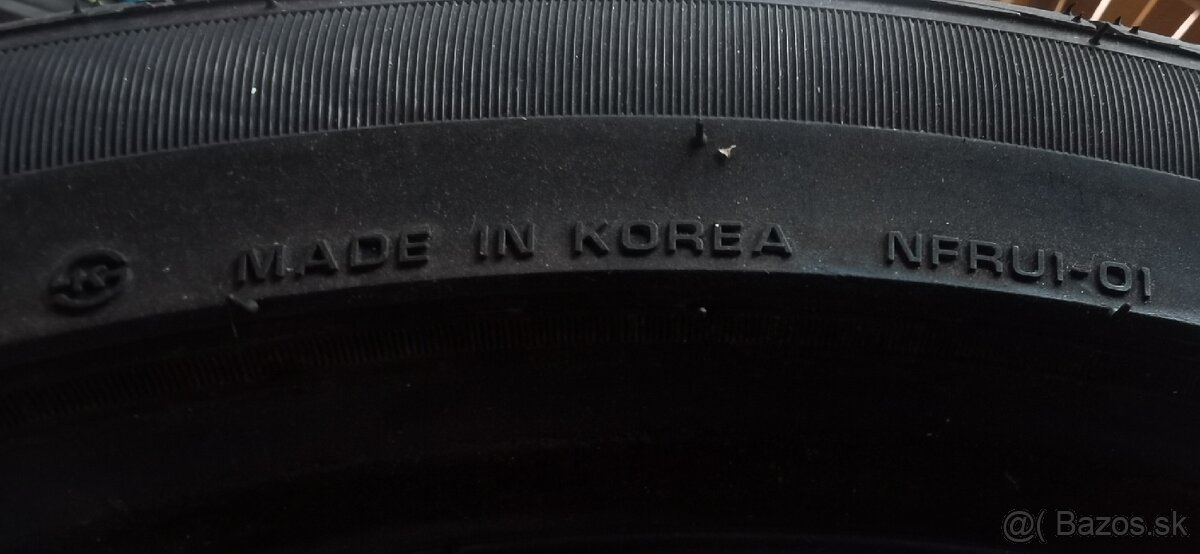 K MADE IN KOREA NFRU1-01
@( Bazos.sk